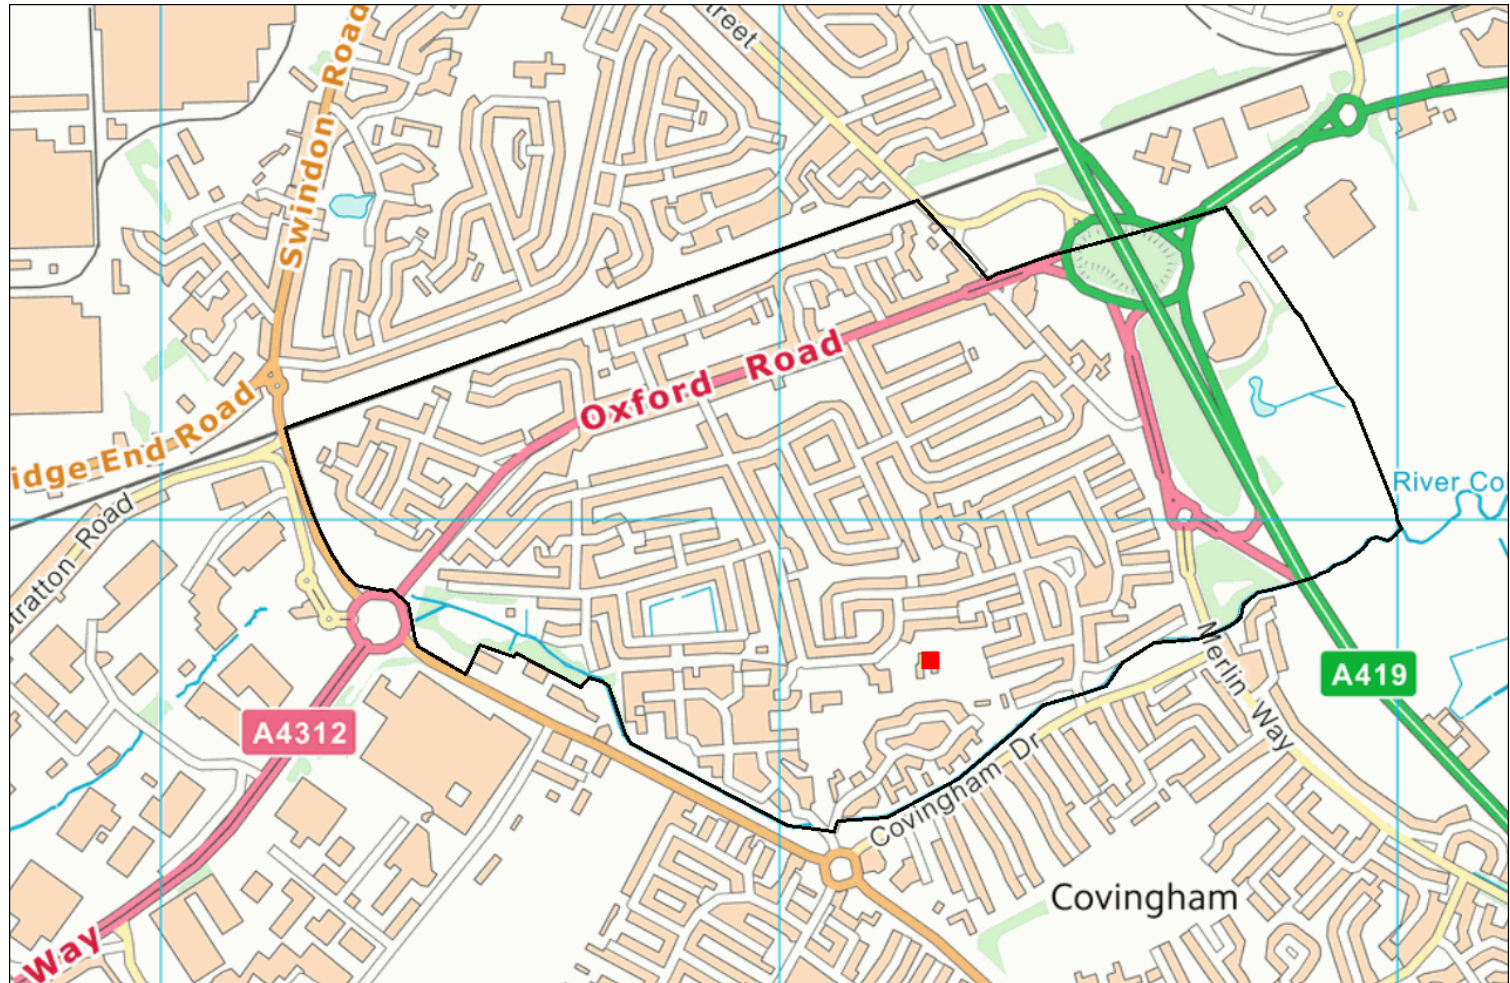 treet
Swindon Road
idge End Road
Oxford Road
River Co
Stratton Road
Merlin Way
A419
A4312
Covingham Dr
Covingham
Way